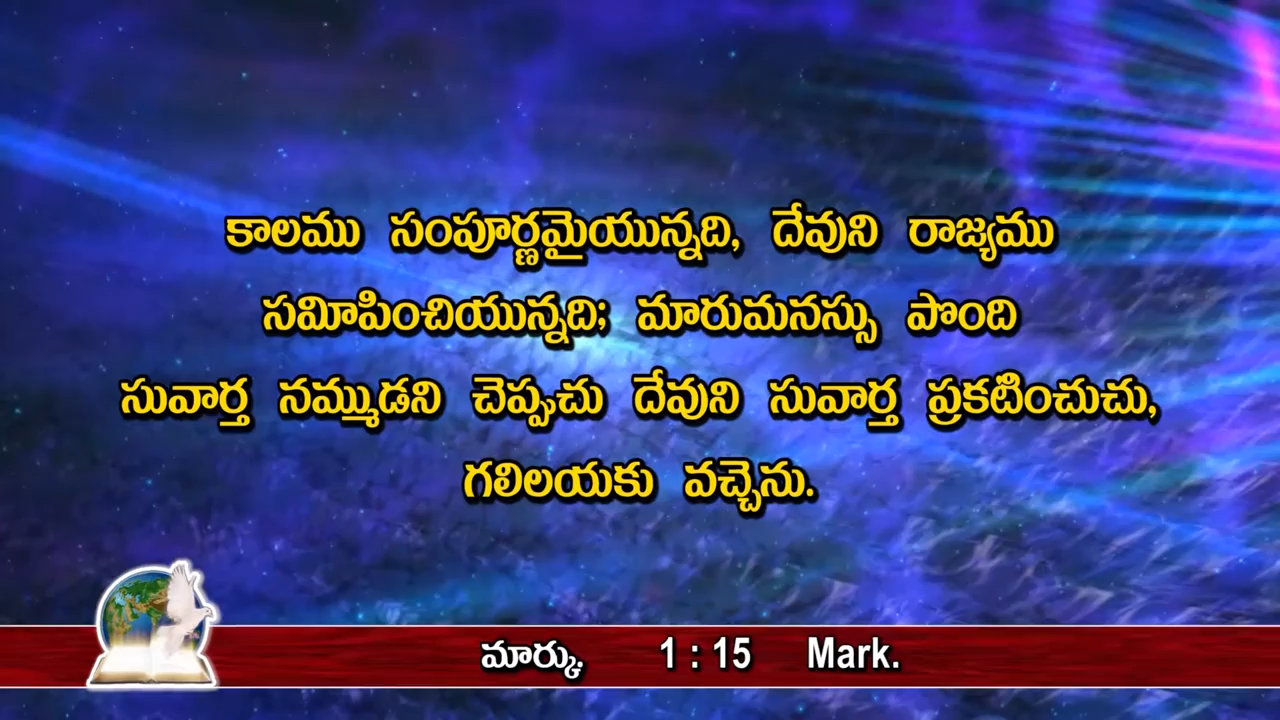 కాలము సంపూర్ణమైయున్నది, దేవుని రాజ్యము
సమీపించియున్నది; మారుమనస్సు పొంది
సువార్త నమ్ముడని చెప్పుచు దేవుని సువార్త ప్రకటించుచు,
గలిలయకు వచ్చెను.
మార్కు. 1 : 15 Mark.